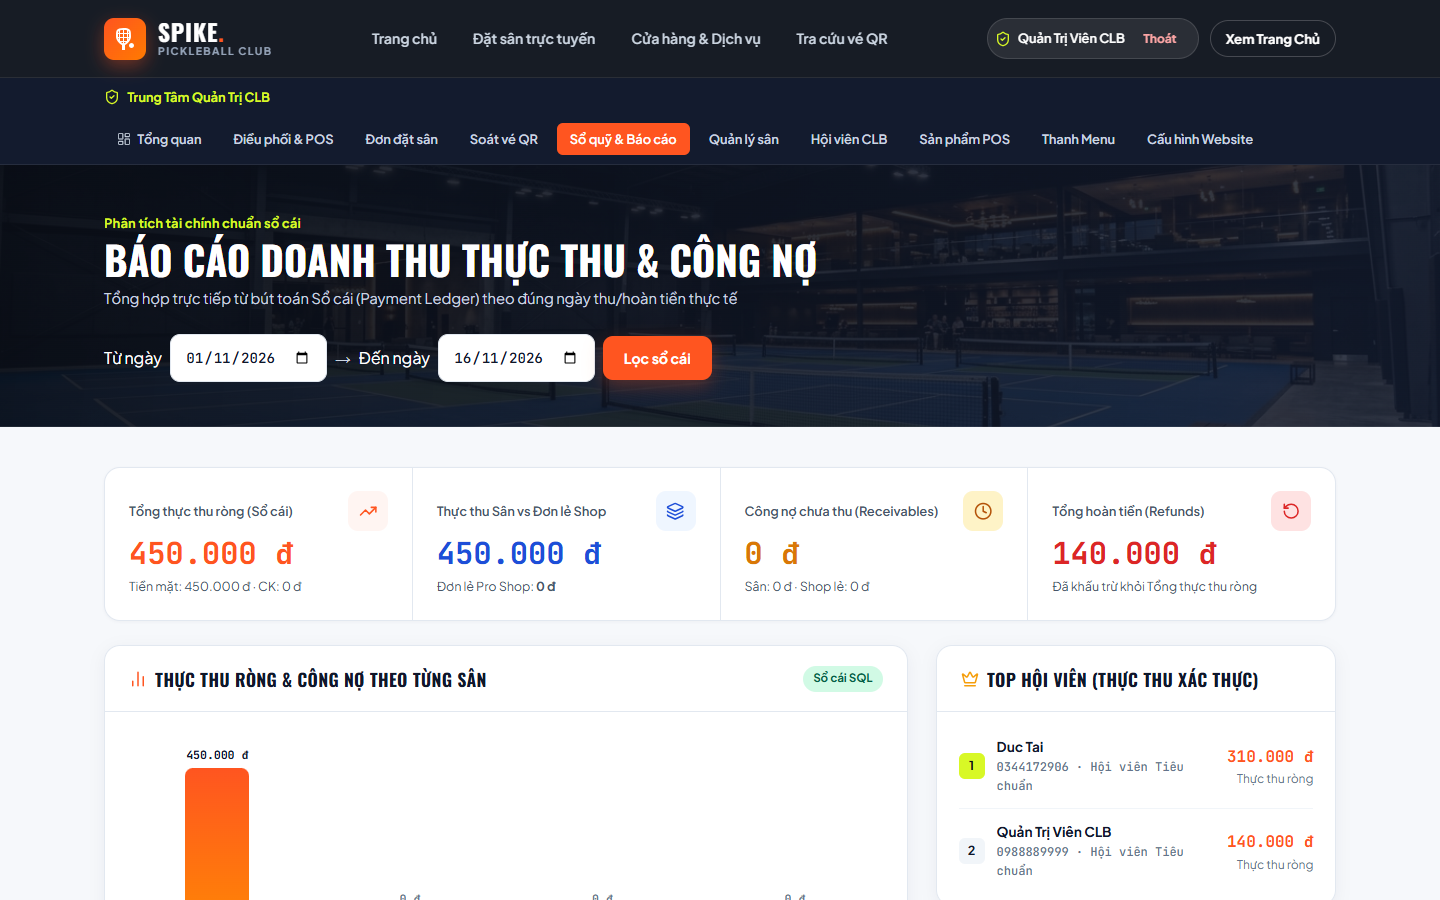 SPIKE.
PICKLEBALL CLUB
Trang chủ
Đặt sân trực tuyến
Cửa hàng & Dịch vụ
Tra cứu vé QR
Quản Trị Viên CLB
Thoát
Xem Trang Chủ
Trung Tâm Quản Trị CLB
Tổng quan
Điều phối & POS
Đơn đặt sân
Soát vé QR
Sổ quỹ & Báo cáo
Quản lý sân
Hội viên CLB
Sản phẩm POS
Thanh Menu
Cấu hình Website
Phân tích tài chính chuẩn sổ cái
BÁO CÁO DOANH THU THỰC THU & CÔNG NỢ
Tổng hợp trực tiếp từ bút toán Sổ cái (Payment Ledger) theo đúng ngày thu/hoàn tiền thực tế
Từ ngày 01/11/2026 → Đến ngày 16/11/2026 Lọc sổ cái
Tổng thực thu ròng (Sổ cái)
450.000 đ
Tiền mặt: 450.000 đ · CK: 0 đ
Thực thu Sân vs Đơn lẻ Shop
450.000 đ
Đơn lẻ Pro Shop: 0 đ
Công nợ chưa thu (Receivables)
0 đ
Sân: 0 đ · Shop lẻ: 0 đ
Tổng hoàn tiền (Refunds)
140.000 đ
Đã khấu trừ khỏi Tổng thực thu ròng
THỰC THU RÒNG & CÔNG NỢ THEO TỪNG SÂN
Sổ cái SQL
450.000 đ
0 đ
0 đ
0 đ
TOP HỘI VIÊN (THỰC THU XÁC THỰC)
1
Duc Tai
0344172906 · Hội viên Tiêu
chuẩn
310.000 đ
Thực thu ròng
2
Quản Trị Viên CLB
0988889999 · Hội viên Tiêu
chuẩn
140.000 đ
Thực thu ròng